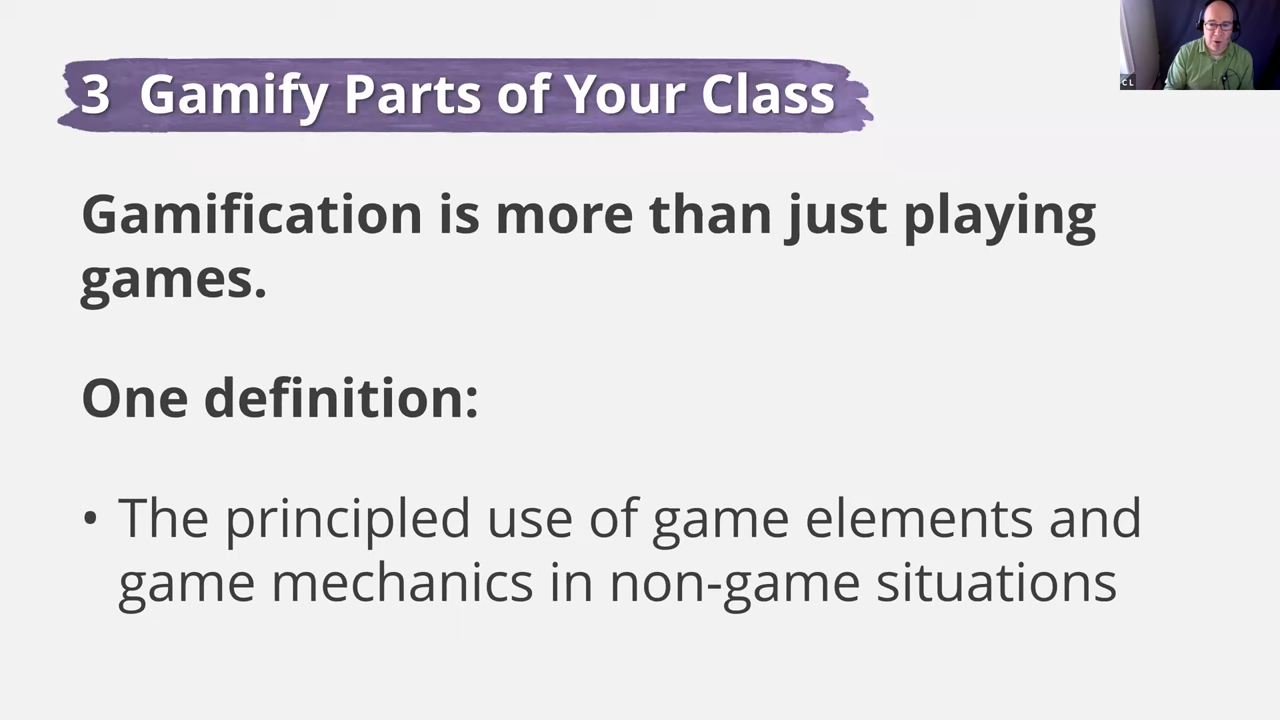 3 Gamify Parts of Your Class
Gamification is more than just playing
games.
One definition:
• The principled use of game elements and
game mechanics in non-game situations
C L